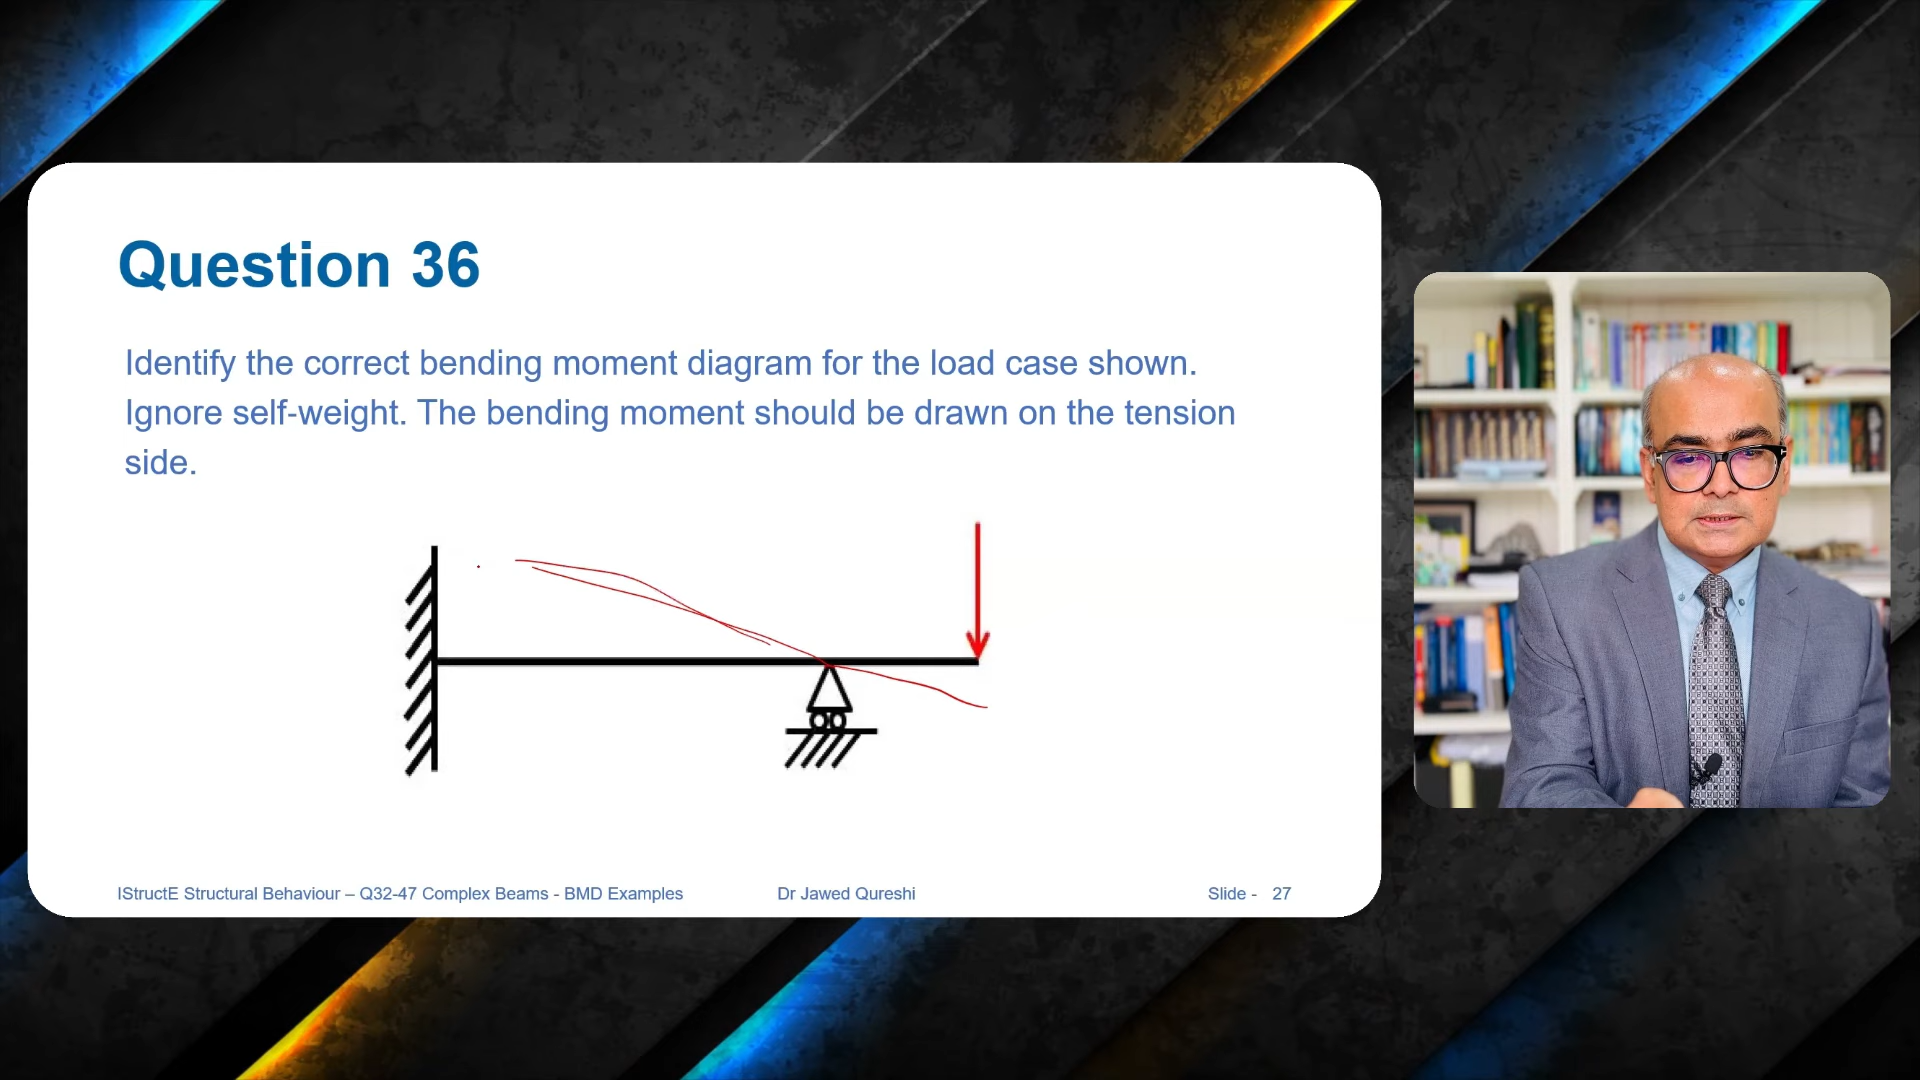 Question 36
Identify the correct bending moment diagram for the load case shown.
Ignore self-weight. The bending moment should be drawn on the tension
side.
IStructE Structural Behaviour – Q32-47 Complex Beams - BMD Examples
Dr Jawed Qureshi
Slide - 27